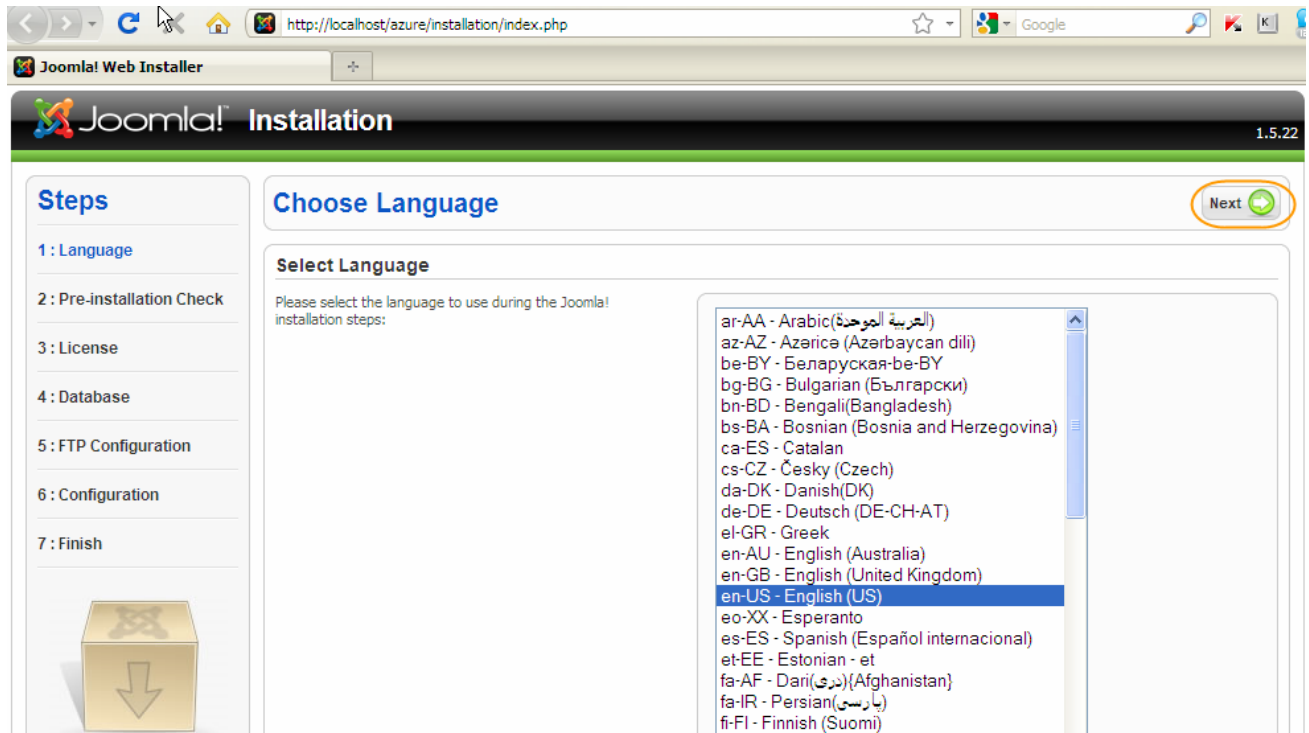 http://localhost/azure/installation/index.php
Google
K
Joomla! Web Installer
Joomla!™ Installation
1.5.22
Steps
1 : Language
2 : Pre-installation Check
3 : License
4 : Database
5 : FTP Configuration
6 : Configuration
7 : Finish
Choose Language
Next
Select Language
Please select the language to use during the Joomla!
installation steps:
ar-AA - Arabic(العربية الموحدة)
az-AZ - Azəricə (Azərbaycan dili)
be-BY - Беларуская-be-BY
bg-BG - Bulgarian (Български)
bn-BD - Bengali(Bangladesh)
bs-BA - Bosnian (Bosnia and Herzegovina)
ca-ES - Catalan
cs-CZ - Česky (Czech)
da-DK - Danish(DK)
de-DE - Deutsch (DE-CH-AT)
el-GR - Greek
en-AU - English (Australia)
en-GB - English (United Kingdom)
en-US - English (US)
eo-XX - Esperanto
es-ES - Spanish (Español internacional)
et-EE - Estonian - et
fa-AF - Dari(دری){Afghanistan}
fa-IR - Persian(پارسی)
fi-FI - Finnish (Suomi)